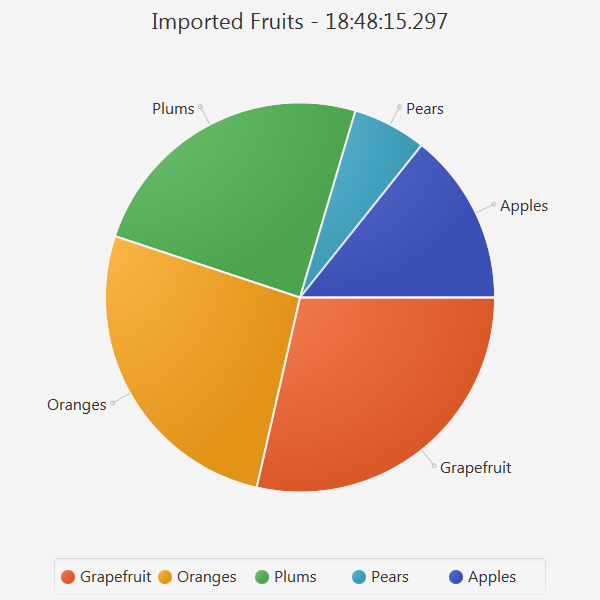 Imported Fruits - 18:48:15.297
Plums
Pears
Apples
Oranges
Grapefruit
Grapefruit Oranges Plums Pears Apples